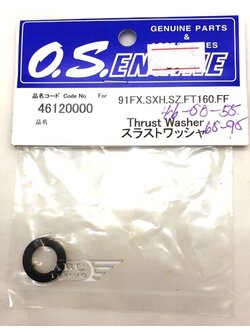 GENUINE PARTS
&
O.S.ENGINE
品名コード Code No. For
46120000
91FX,SXH,SZ,FT160,FF
品名
Thrust Washer
スラストワッシャ
46-50-55
65-95